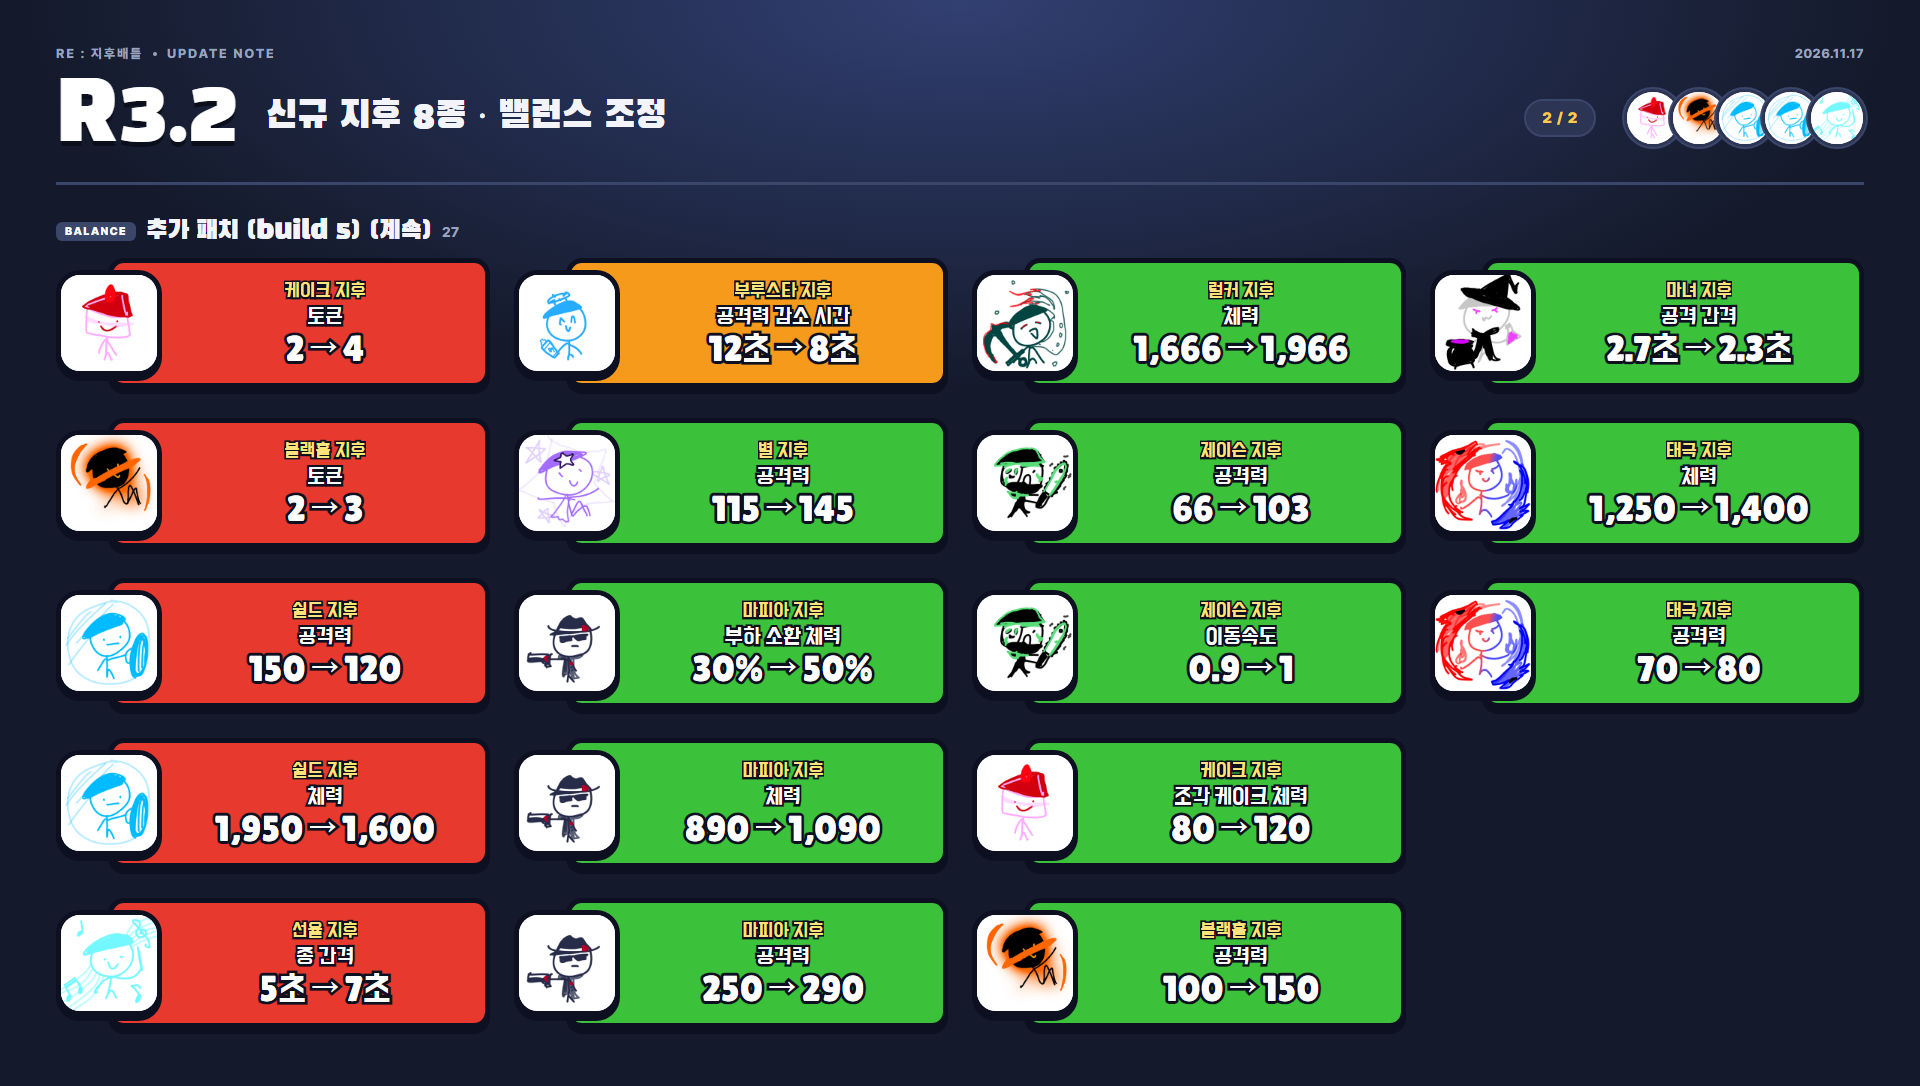 RE : 지후배틀 • UPDATE NOTE
2026.11.17
R3.2 신규 지후 8종 · 밸런스 조정
2 / 2
BALANCE 추가 패치 (build s) (계속) 27
케이크 지후
토큰
2→4
부루스타 지후
공격력 감소 시간
12초→8초
럴커 지후
체력
1,666→1,966
마녀 지후
공격 간격
2.7초→2.3초
블랙홀 지후
토큰
2→3
별 지후
공격력
115→145
제이슨 지후
공격력
66→103
태극 지후
체력
1,250→1,400
쉴드 지후
공격력
150→120
마피아 지후
부하 소환 체력
30%→50%
제이슨 지후
이동속도
0.9→1
태극 지후
공격력
70→80
쉴드 지후
체력
1,950→1,600
마피아 지후
체력
890→1,090
케이크 지후
조각 케이크 체력
80→120
선율 지후
종 간격
5초→7초
마피아 지후
공격력
250→290
블랙홀 지후
공격력
100→150